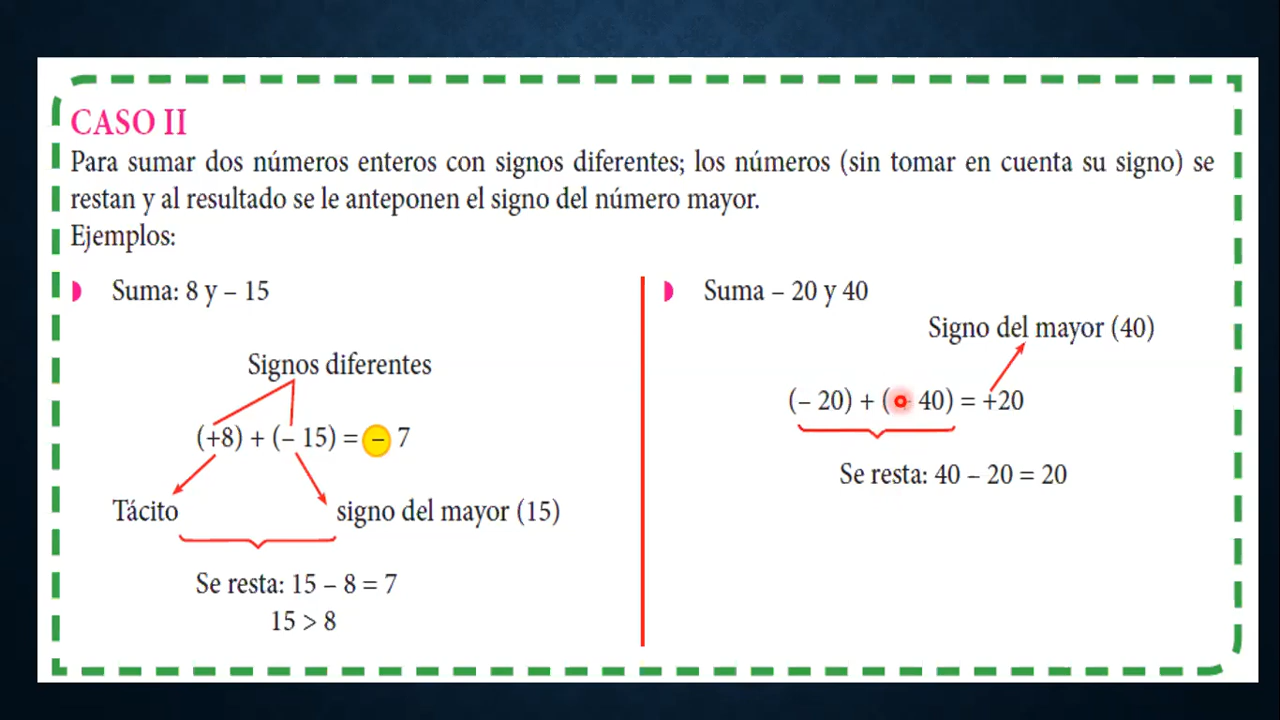 CASO II
Para sumar dos números enteros con signos diferentes; los números (sin tomar en cuenta su signo) se
restan y al resultado se le anteponen el signo del número mayor.
Ejemplos:
Suma: 8 y – 15
Signos diferentes
(+8) + (– 15) = – 7
Tácito
signo del mayor (15)
Se resta: 15 – 8 = 7
15 > 8
Suma – 20 y 40
Signo del mayor (40)
(– 20) + ( 40) = +20
Se resta: 40 – 20 = 20